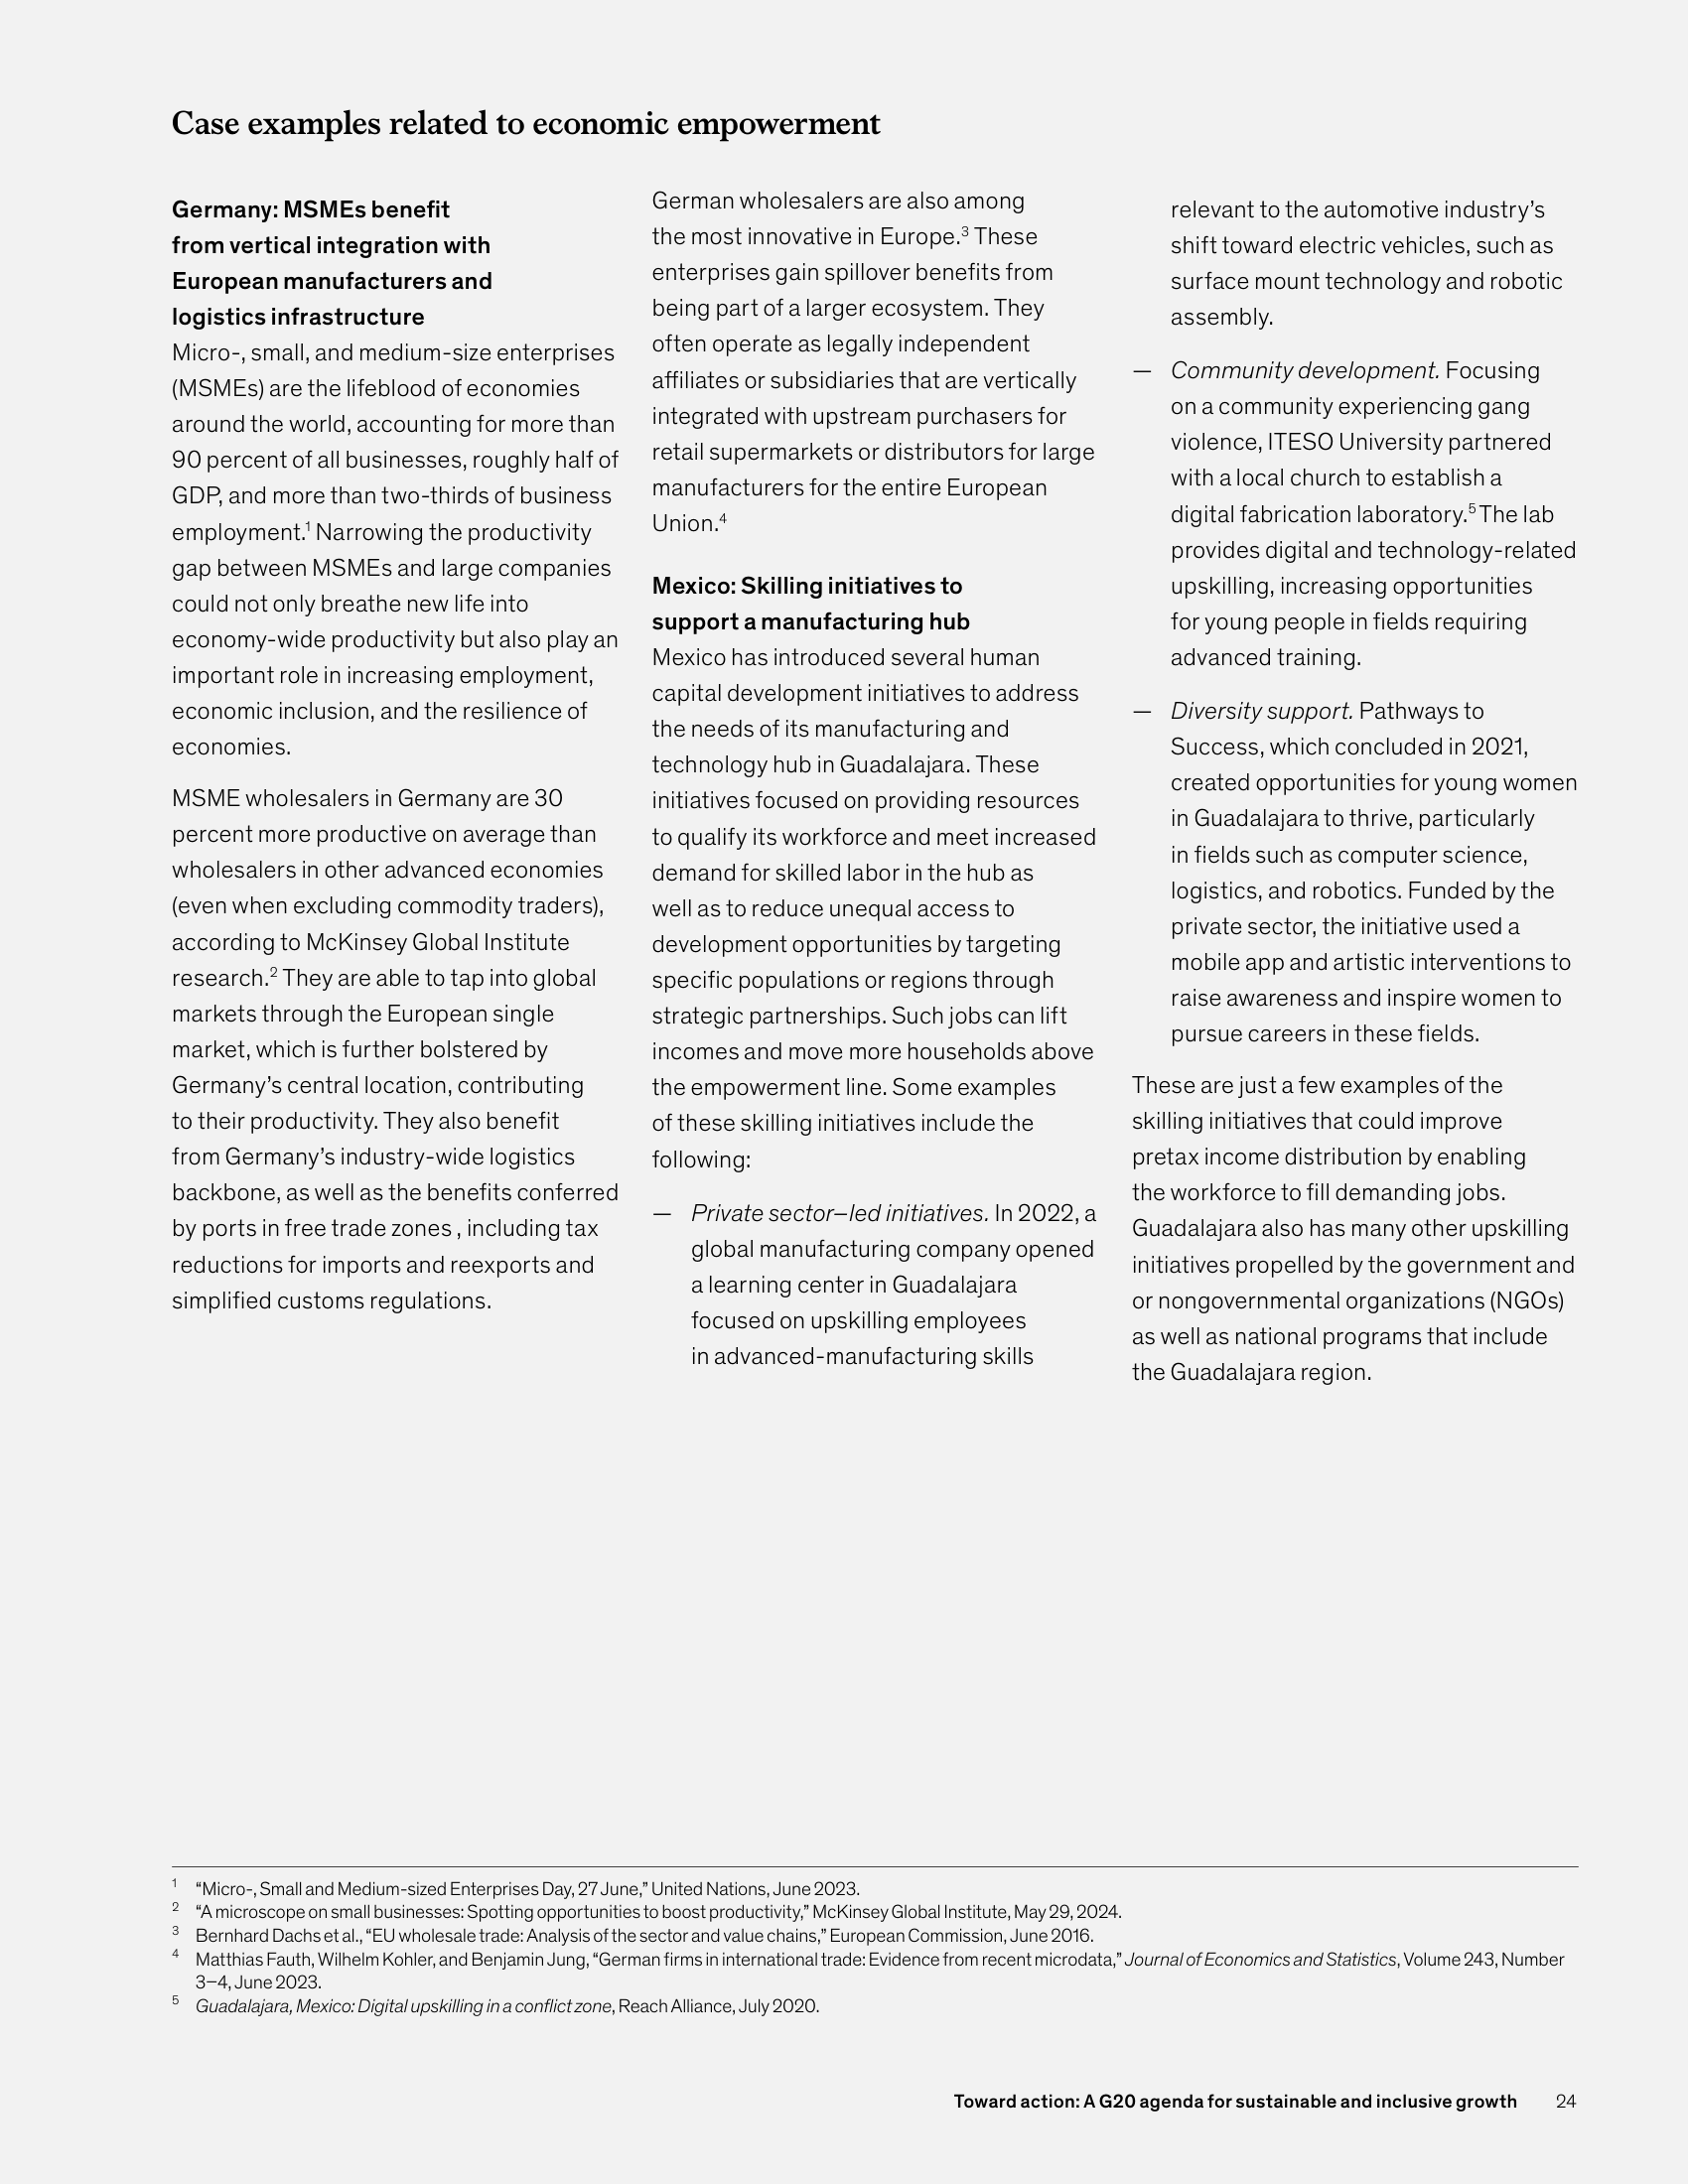 Case examples related to economic empowerment
Germany: MSMEs benefit
from vertical integration with
European manufacturers and
logistics infrastructure
Micro-, small, and medium-size enterprises
(MSMEs) are the lifeblood of economies
around the world, accounting for more than
90 percent of all businesses, roughly half of
GDP, and more than two-thirds of business
employment.1 Narrowing the productivity
gap between MSMEs and large companies
could not only breathe new life into
economy-wide productivity but also play an
important role in increasing employment,
economic inclusion, and the resilience of
economies.
MSME wholesalers in Germany are 30
percent more productive on average than
wholesalers in other advanced economies
(even when excluding commodity traders),
according to McKinsey Global Institute
research.2 They are able to tap into global
markets through the European single
market, which is further bolstered by
Germany’s central location, contributing
to their productivity. They also benefit
from Germany’s industry-wide logistics
backbone, as well as the benefits conferred
by ports in free trade zones , including tax
reductions for imports and reexports and
simplified customs regulations.
German wholesalers are also among
the most innovative in Europe.3 These
enterprises gain spillover benefits from
being part of a larger ecosystem. They
often operate as legally independent
affiliates or subsidiaries that are vertically
integrated with upstream purchasers for
retail supermarkets or distributors for large
manufacturers for the entire European
Union.4
Mexico: Skilling initiatives to
support a manufacturing hub
Mexico has introduced several human
capital development initiatives to address
the needs of its manufacturing and
technology hub in Guadalajara. These
initiatives focused on providing resources
to qualify its workforce and meet increased
demand for skilled labor in the hub as
well as to reduce unequal access to
development opportunities by targeting
specific populations or regions through
strategic partnerships. Such jobs can lift
incomes and move more households above
the empowerment line. Some examples
of these skilling initiatives include the
following:
— Private sector–led initiatives. In 2022, a
global manufacturing company opened
a learning center in Guadalajara
focused on upskilling employees
in advanced-manufacturing skills
relevant to the automotive industry’s
shift toward electric vehicles, such as
surface mount technology and robotic
assembly.
— Community development. Focusing
on a community experiencing gang
violence, ITESO University partnered
with a local church to establish a
digital fabrication laboratory.5 The lab
provides digital and technology-related
upskilling, increasing opportunities
for young people in fields requiring
advanced training.
— Diversity support. Pathways to
Success, which concluded in 2021,
created opportunities for young women
in Guadalajara to thrive, particularly
in fields such as computer science,
logistics, and robotics. Funded by the
private sector, the initiative used a
mobile app and artistic interventions to
raise awareness and inspire women to
pursue careers in these fields.
These are just a few examples of the
skilling initiatives that could improve
pretax income distribution by enabling
the workforce to fill demanding jobs.
Guadalajara also has many other upskilling
initiatives propelled by the government and
or nongovernmental organizations (NGOs)
as well as national programs that include
the Guadalajara region.
1 “Micro-, Small and Medium-sized Enterprises Day, 27 June,” United Nations, June 2023.
2 “A microscope on small businesses: Spotting opportunities to boost productivity,” McKinsey Global Institute, May 29, 2024.
3 Bernhard Dachs et al., “EU wholesale trade: Analysis of the sector and value chains,” European Commission, June 2016.
4 Matthias Fauth, Wilhelm Kohler, and Benjamin Jung, “German firms in international trade: Evidence from recent microdata,” Journal of Economics and Statistics, Volume 243, Number
3–4, June 2023.
5 Guadalajara, Mexico: Digital upskilling in a conflict zone, Reach Alliance, July 2020.
Toward action: A G20 agenda for sustainable and inclusive growth 24